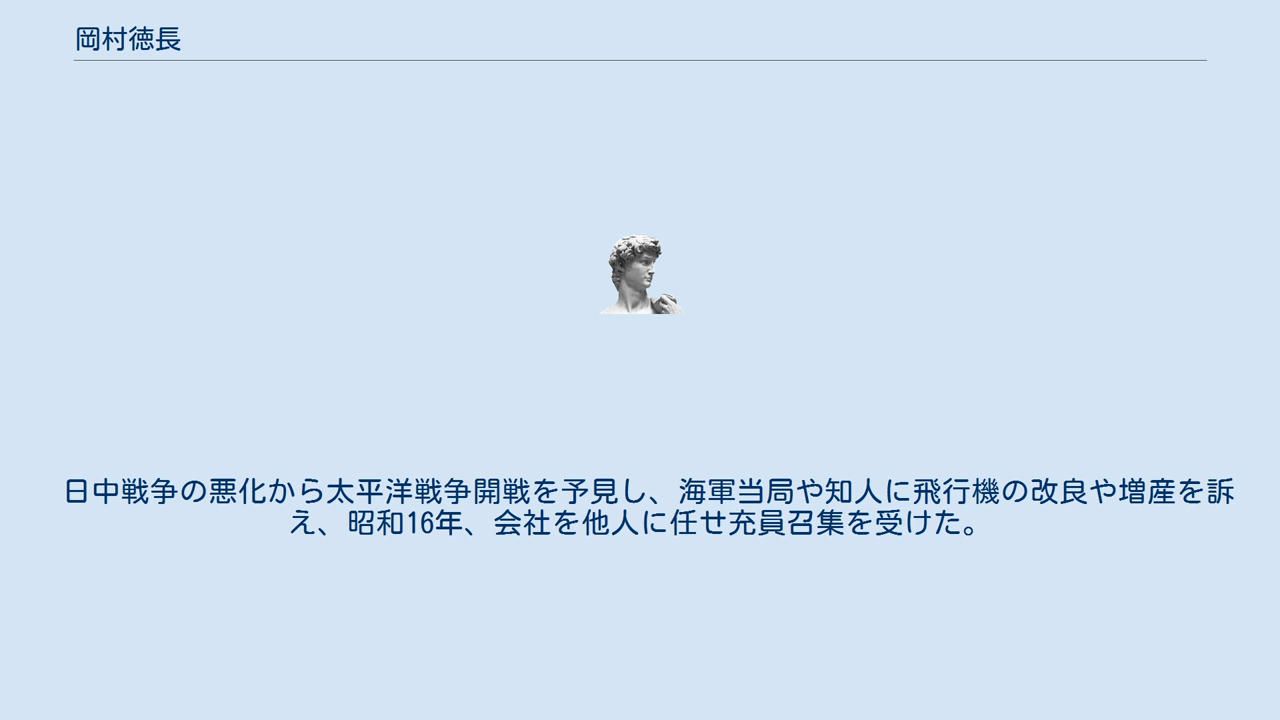 岡村徳長
日中戦争の悪化から太平洋戦争開戦を予見し、海軍当局や知人に飛行機の改良や増産を訴
え、昭和16年、会社を他人に任せ充員召集を受けた。